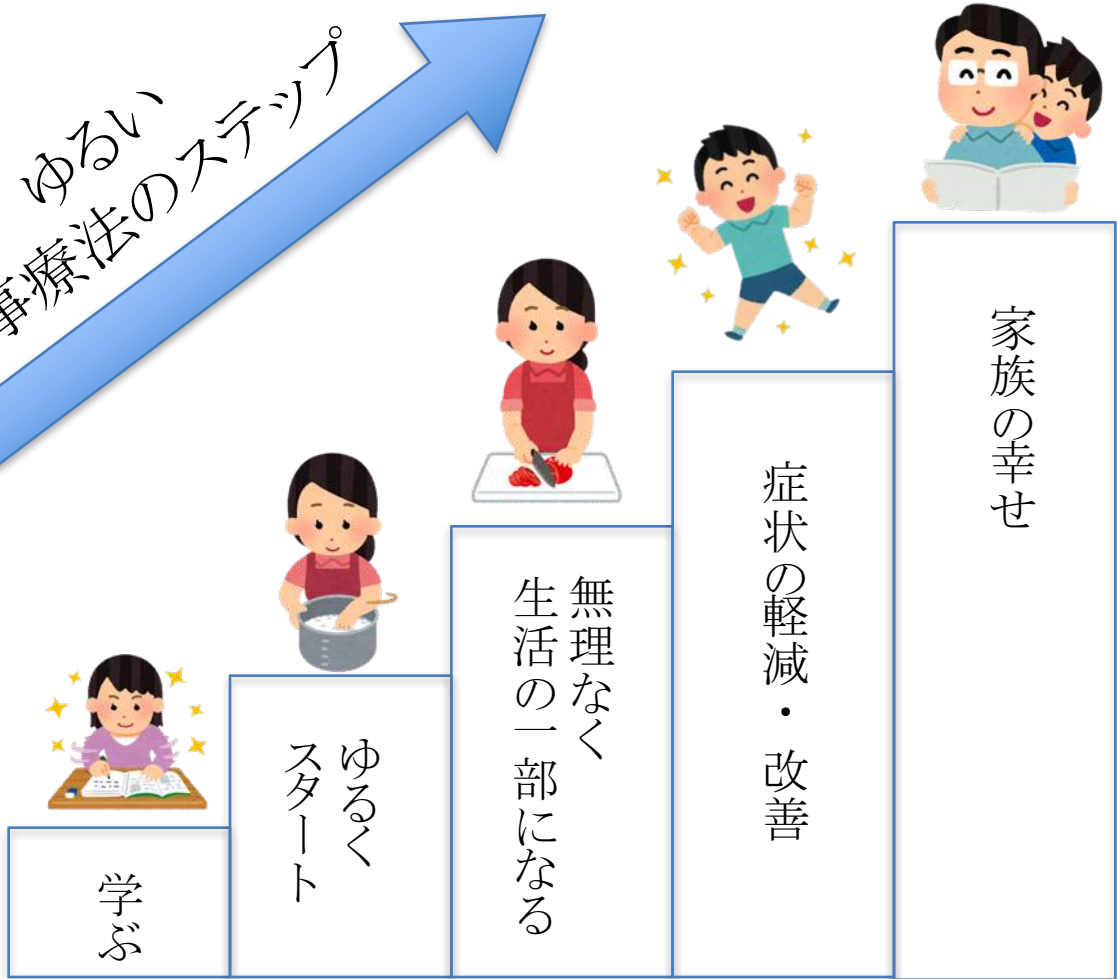 ゆるい
事療法のステップ
学ぶ
ゆるく
スタート
無理なく
生活の一部になる
症状の軽減・改善
家族の幸せ